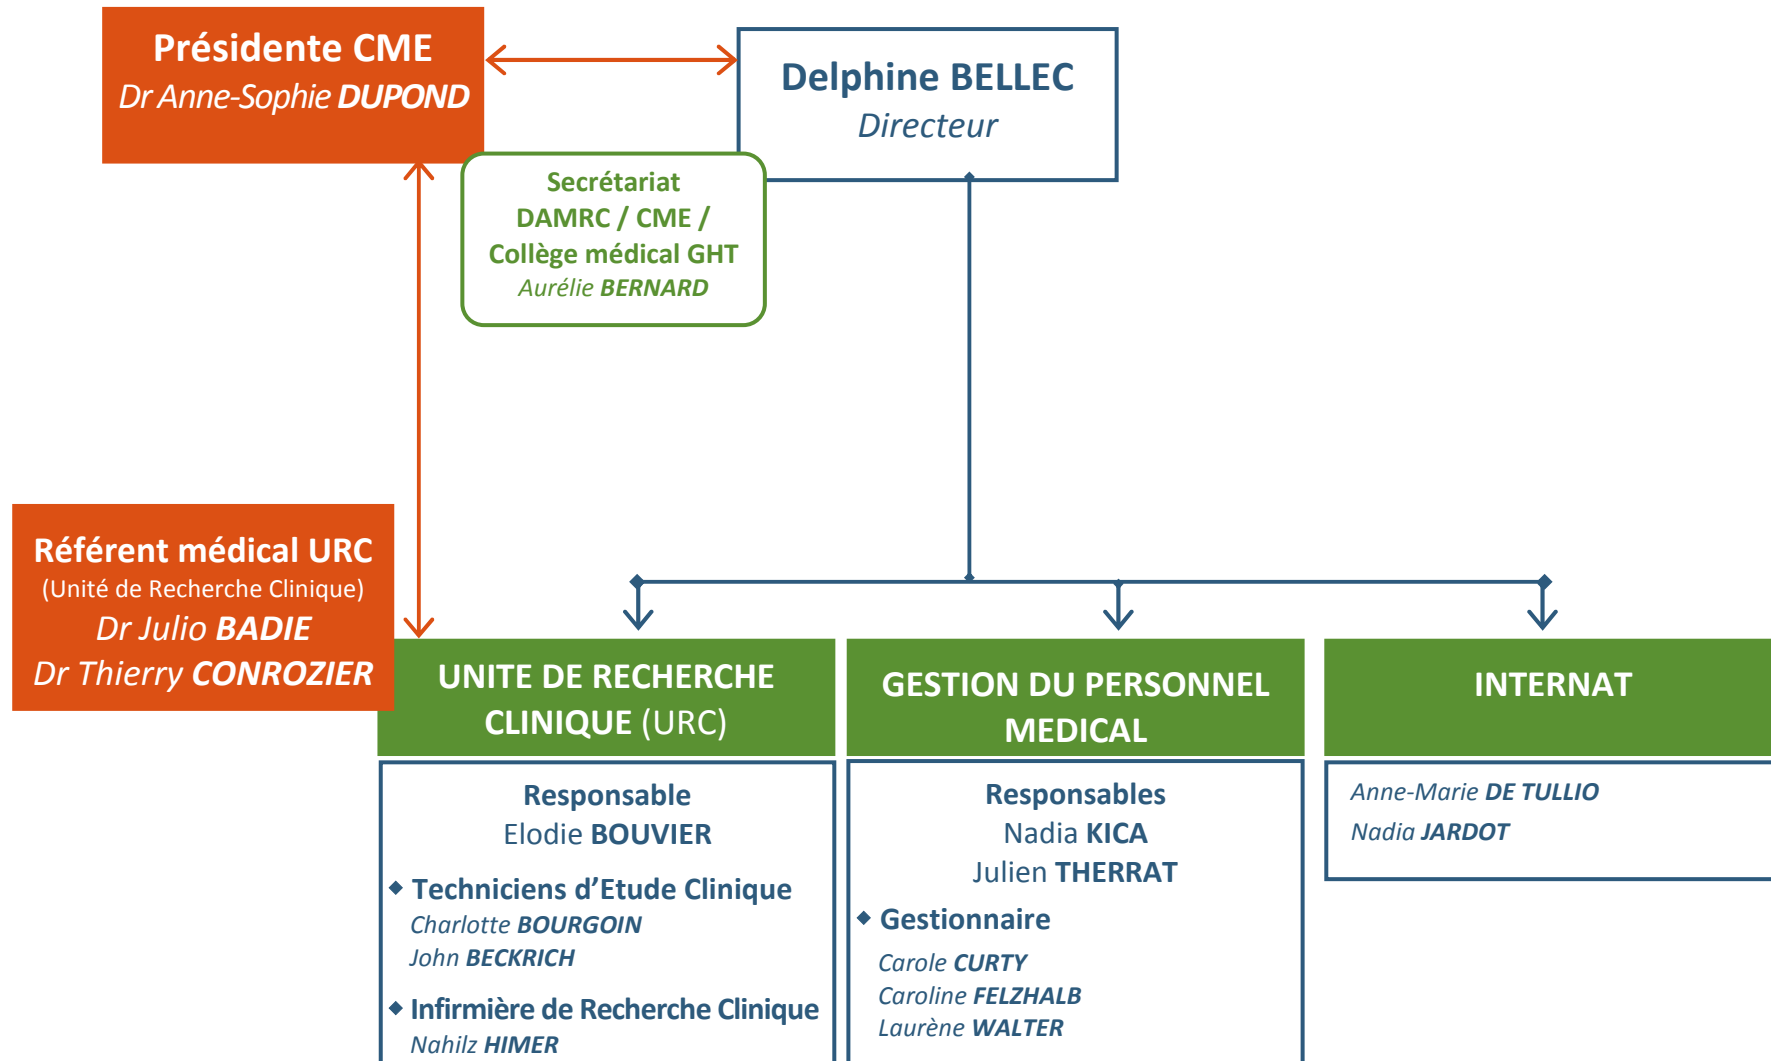 Présidente CME
Dr Anne-Sophie DUPOND
Delphine BELLEC
Directeur
Secrétariat
DAMRC / CME /
Collège médical GHT
Aurélie BERNARD
Référent médical URC
(Unité de Recherche Clinique)
Dr Julio BADIE
Dr Thierry CONROZIER
UNITE DE RECHERCHE
CLINIQUE (URC)
Responsable
Elodie BOUVIER
Techniciens d’Etude Clinique
Charlotte BOURGOIN
John BECKRICH
Infirmière de Recherche Clinique
Nahilz HIMER
GESTION DU PERSONNEL
MEDICAL
Responsables
Nadia KICA
Julien THERRAT
Gestionnaire
Carole CURTY
Caroline FELZHALB
Laurène WALTER
INTERNAT
Anne-Marie DE TULLIO
Nadia JARDOT